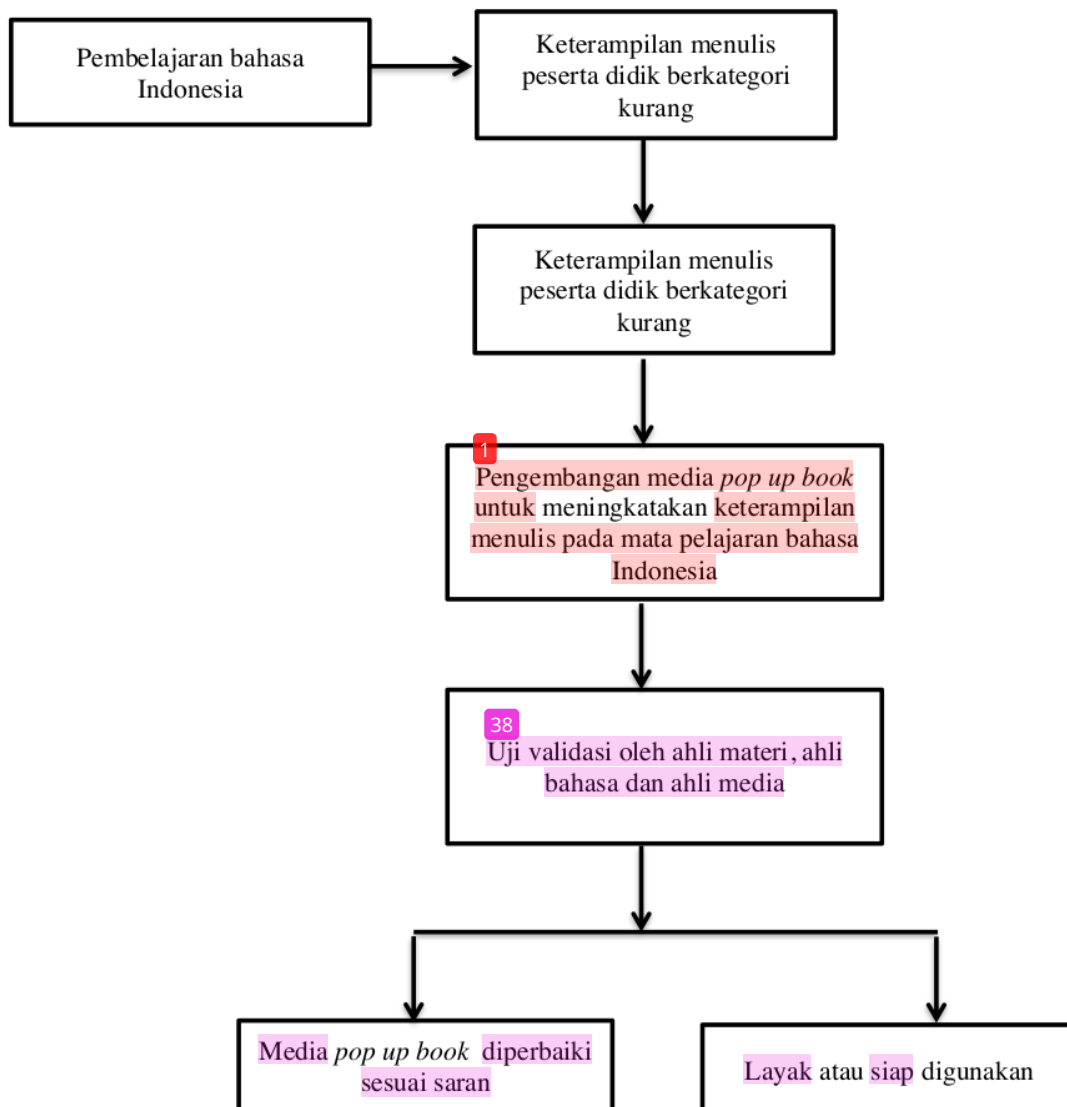 Pembelajaran bahasa
Indonesia
Keterampilan menulis
peserta didik berkategori
kurang
Keterampilan menulis
peserta didik berkategori
kurang
1
Pengembangan media pop up book
untuk meningkatakan keterampilan
menulis pada mata pelajaran bahasa
Indonesia
38
Uji validasi oleh ahli materi, ahli
bahasa dan ahli media
Media pop up book diperbaiki
sesuai saran
Layak atau siap digunakan